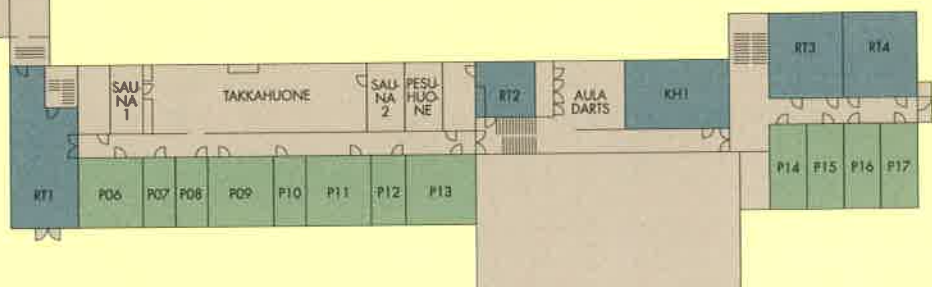 RT3
RT4
SAU-
NA
1
TAKKAHUONE
SAU-
NA
2
PESU-
HUO-
NE
RT2
AULA
DARTS
KH1
RT1
P06
P07
P08
P09
P10
P11
P12
P13
P14
P15
P16
P17